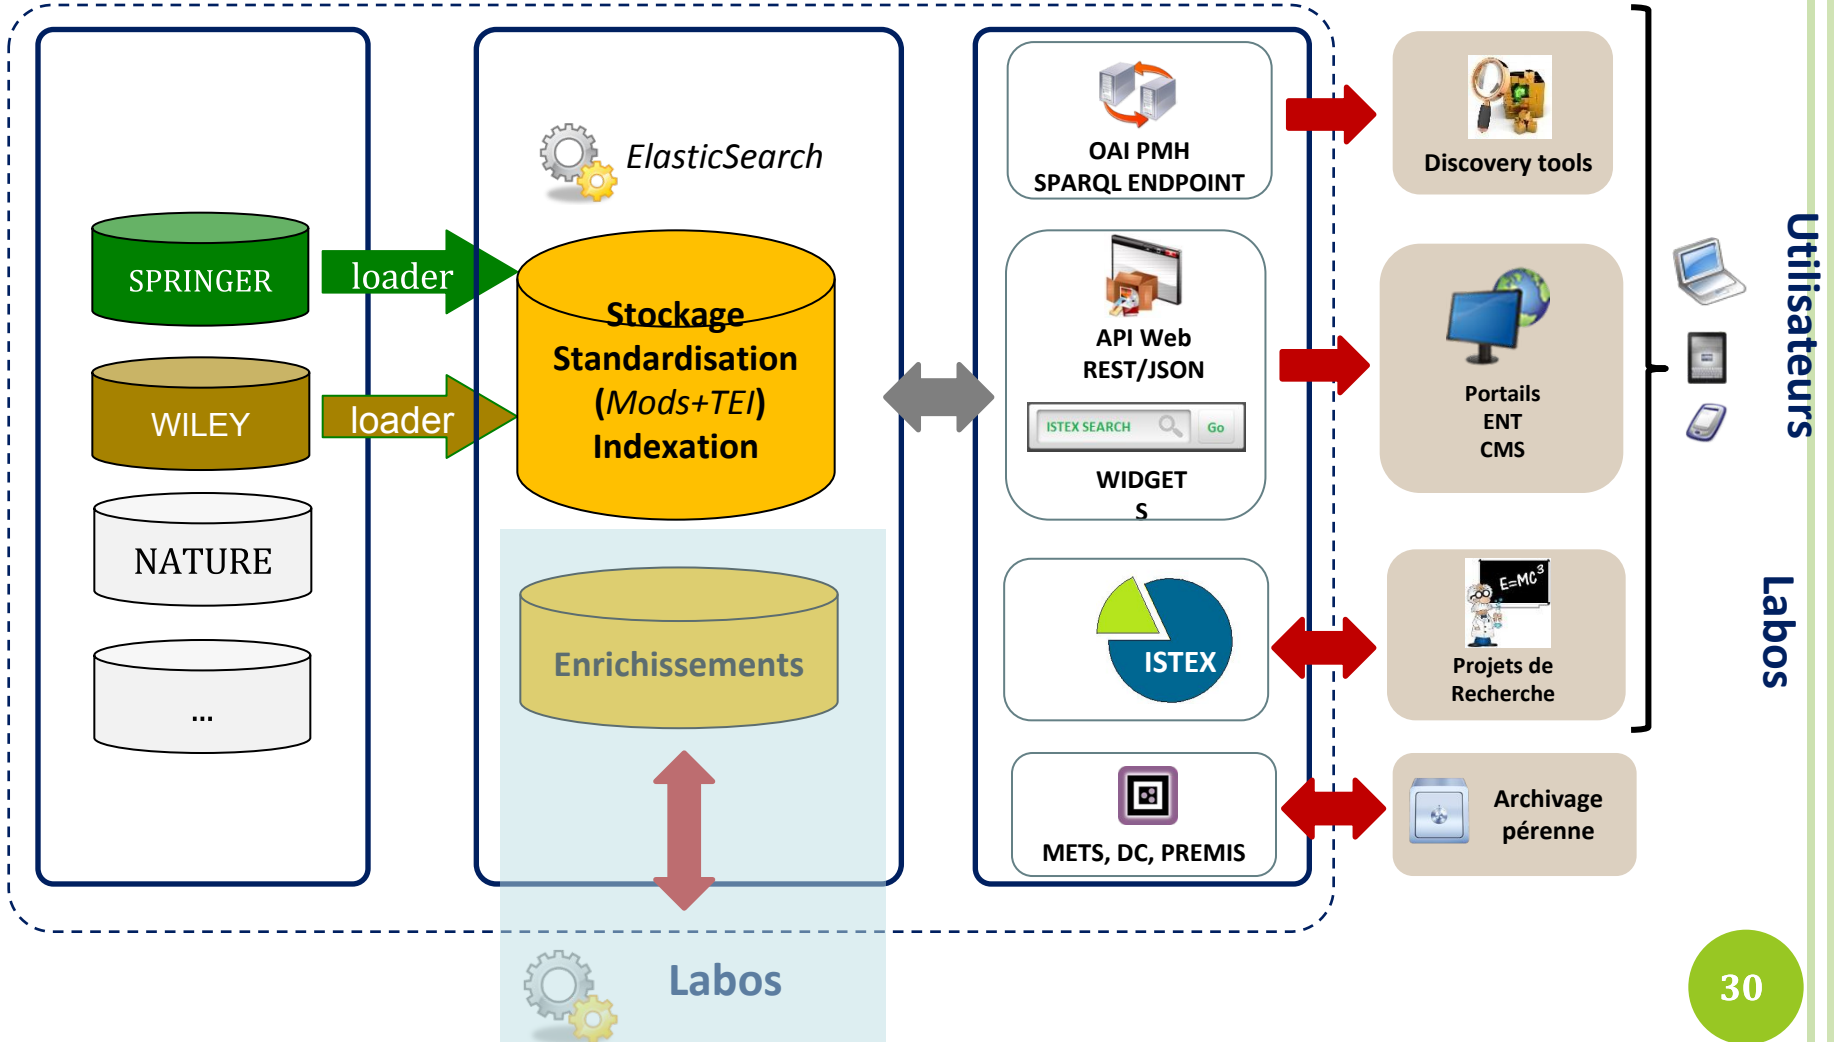 SPRINGER
WILEY
NATURE
...
loader
loader
ElasticSearch
Stockage
Standardisation
(Mods+TEI)
Indexation
Enrichissements
Labos
OAI PMH
SPARQL ENDPOINT
API Web
REST/JSON
ISTEX SEARCH
Go
WIDGET
S
ISTEX
METS, DC, PREMIS
Discovery tools
Portails
ENT
CMS
E=MC³
Projets de
Recherche
Archivage
pérenne
Utilisateurs
Labos
30